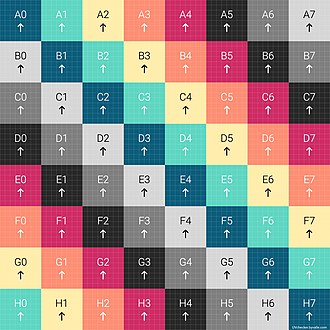 A0 A1 A2 A3 A4 A5 A6 A7
B0 B1 B2 B3 B4 B5 B6 B7
C0 C1 C2 C3 C4 C5 C6 C7
D0 D1 D2 D3 D4 D5 D6 D7
E0 E1 E2 E3 E4 E5 E6 E7
F0 F1 F2 F3 F4 F5 F6 F7
G0 G1 G2 G3 G4 G5 G6 G7
H0 H1 H2 H3 H4 H5 H6 H7